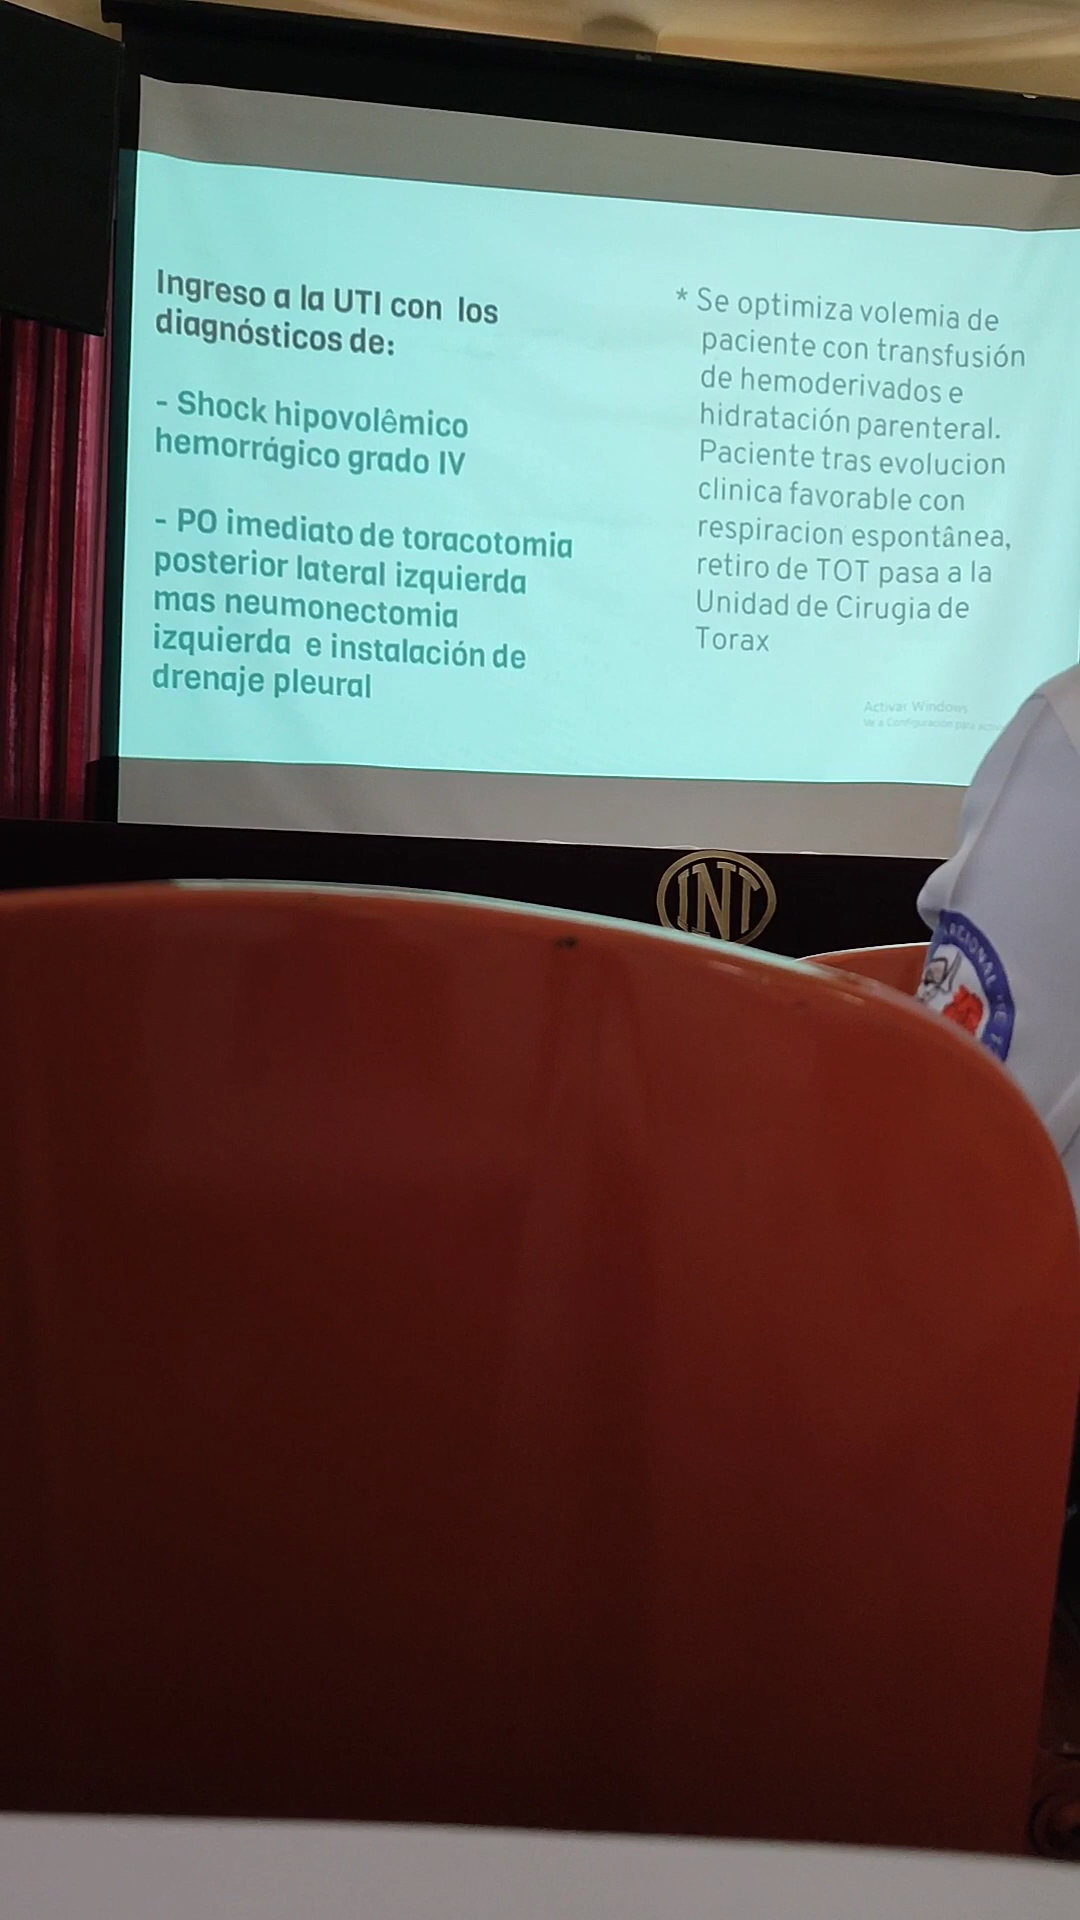 Ingreso a la UTI con los
diagnósticos de:
- Shock hipovolêmico
hemorrágico grado IV
- PO imediato de toracotomia
posterior lateral izquierda
mas neumonectomia
izquierda e instalación de
drenaje pleural
* Se optimiza volemia de
paciente con transfusión
de hemoderivados e
hidratación parenteral.
Paciente tras evolucion
clinica favorable con
respiracion espontânea,
retiro de TOT pasa a la
Unidad de Cirugia de
Torax
Activar Windows
Ve a Configuración para
INT